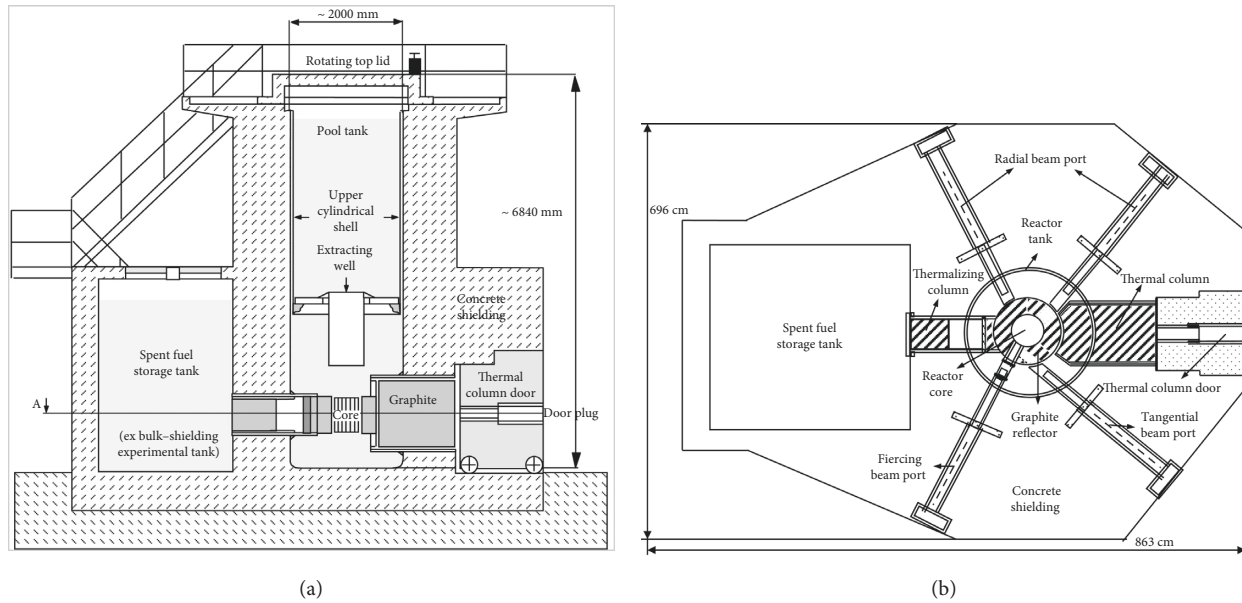 ~ 2000 mm
Rotating top lid
Pool tank
Upper
cylindrical
shell
~ 6840 mm
Extracting
well
Concrete
shielding
Spent fuel
storage tank
Thermal
column door
Graphite
A
Core
Door plug
(ex bulk–shielding
experimental tank)
(a)
Radial beam port
696 cm
Reactor
tank
Thermalizing
column
Thermal column
Spent fuel
storage tank
Reactor
core
Thermal column door
Graphite
reflector
Tangential
beam port
Fiercing
beam port
Concrete
shielding
863 cm
(b)